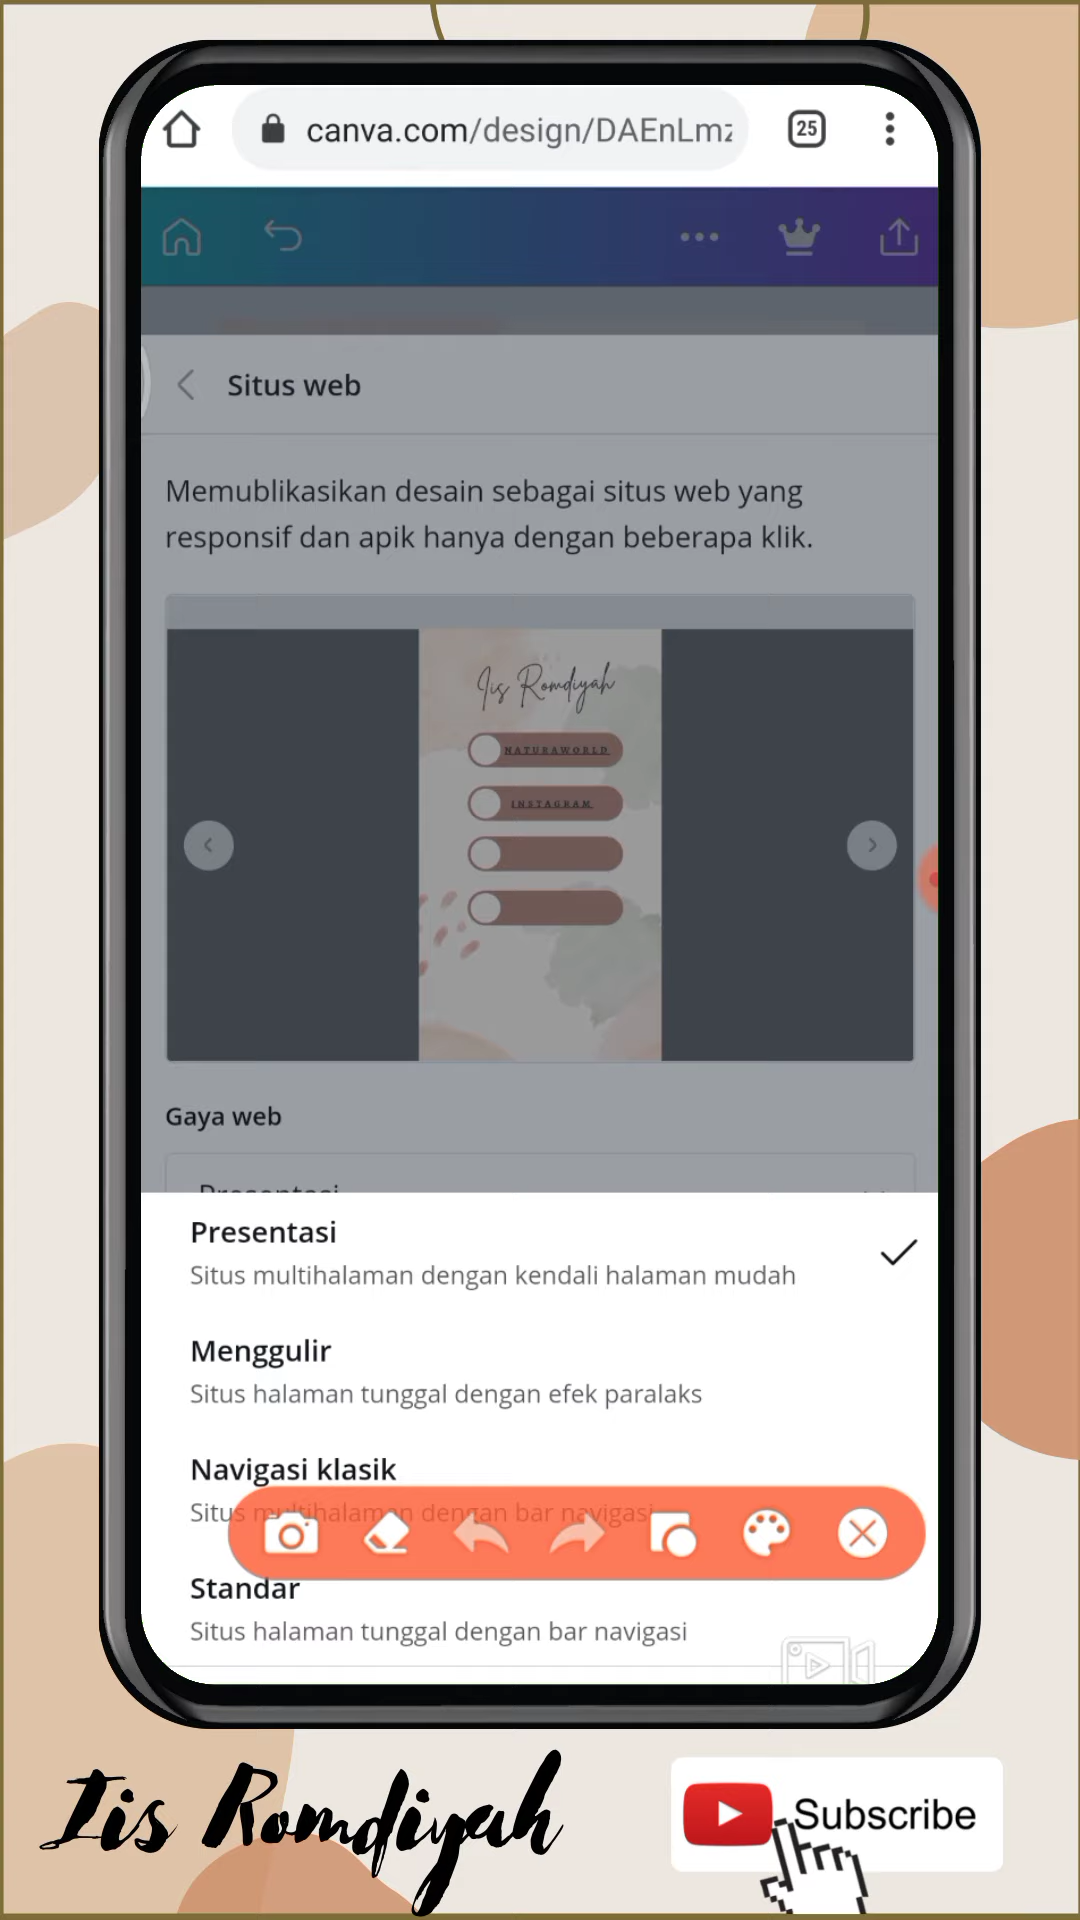 canva.com/design/DAEnLmz
25
Situs web
Memublikasikan desain sebagai situs web yang
responsif dan apik hanya dengan beberapa klik.
Iis Romdiyah
NATURAWORLD
INSTAGRAM
Gaya web
Presentasi
Presentasi
Situs multihalaman dengan kendali halaman mudah
Menggulir
Situs halaman tunggal dengan efek paralaks
Navigasi klasik
Situs multihalaman dengan bar navigasi
Standar
Situs halaman tunggal dengan bar navigasi
Iis Romdiyah
Subscribe